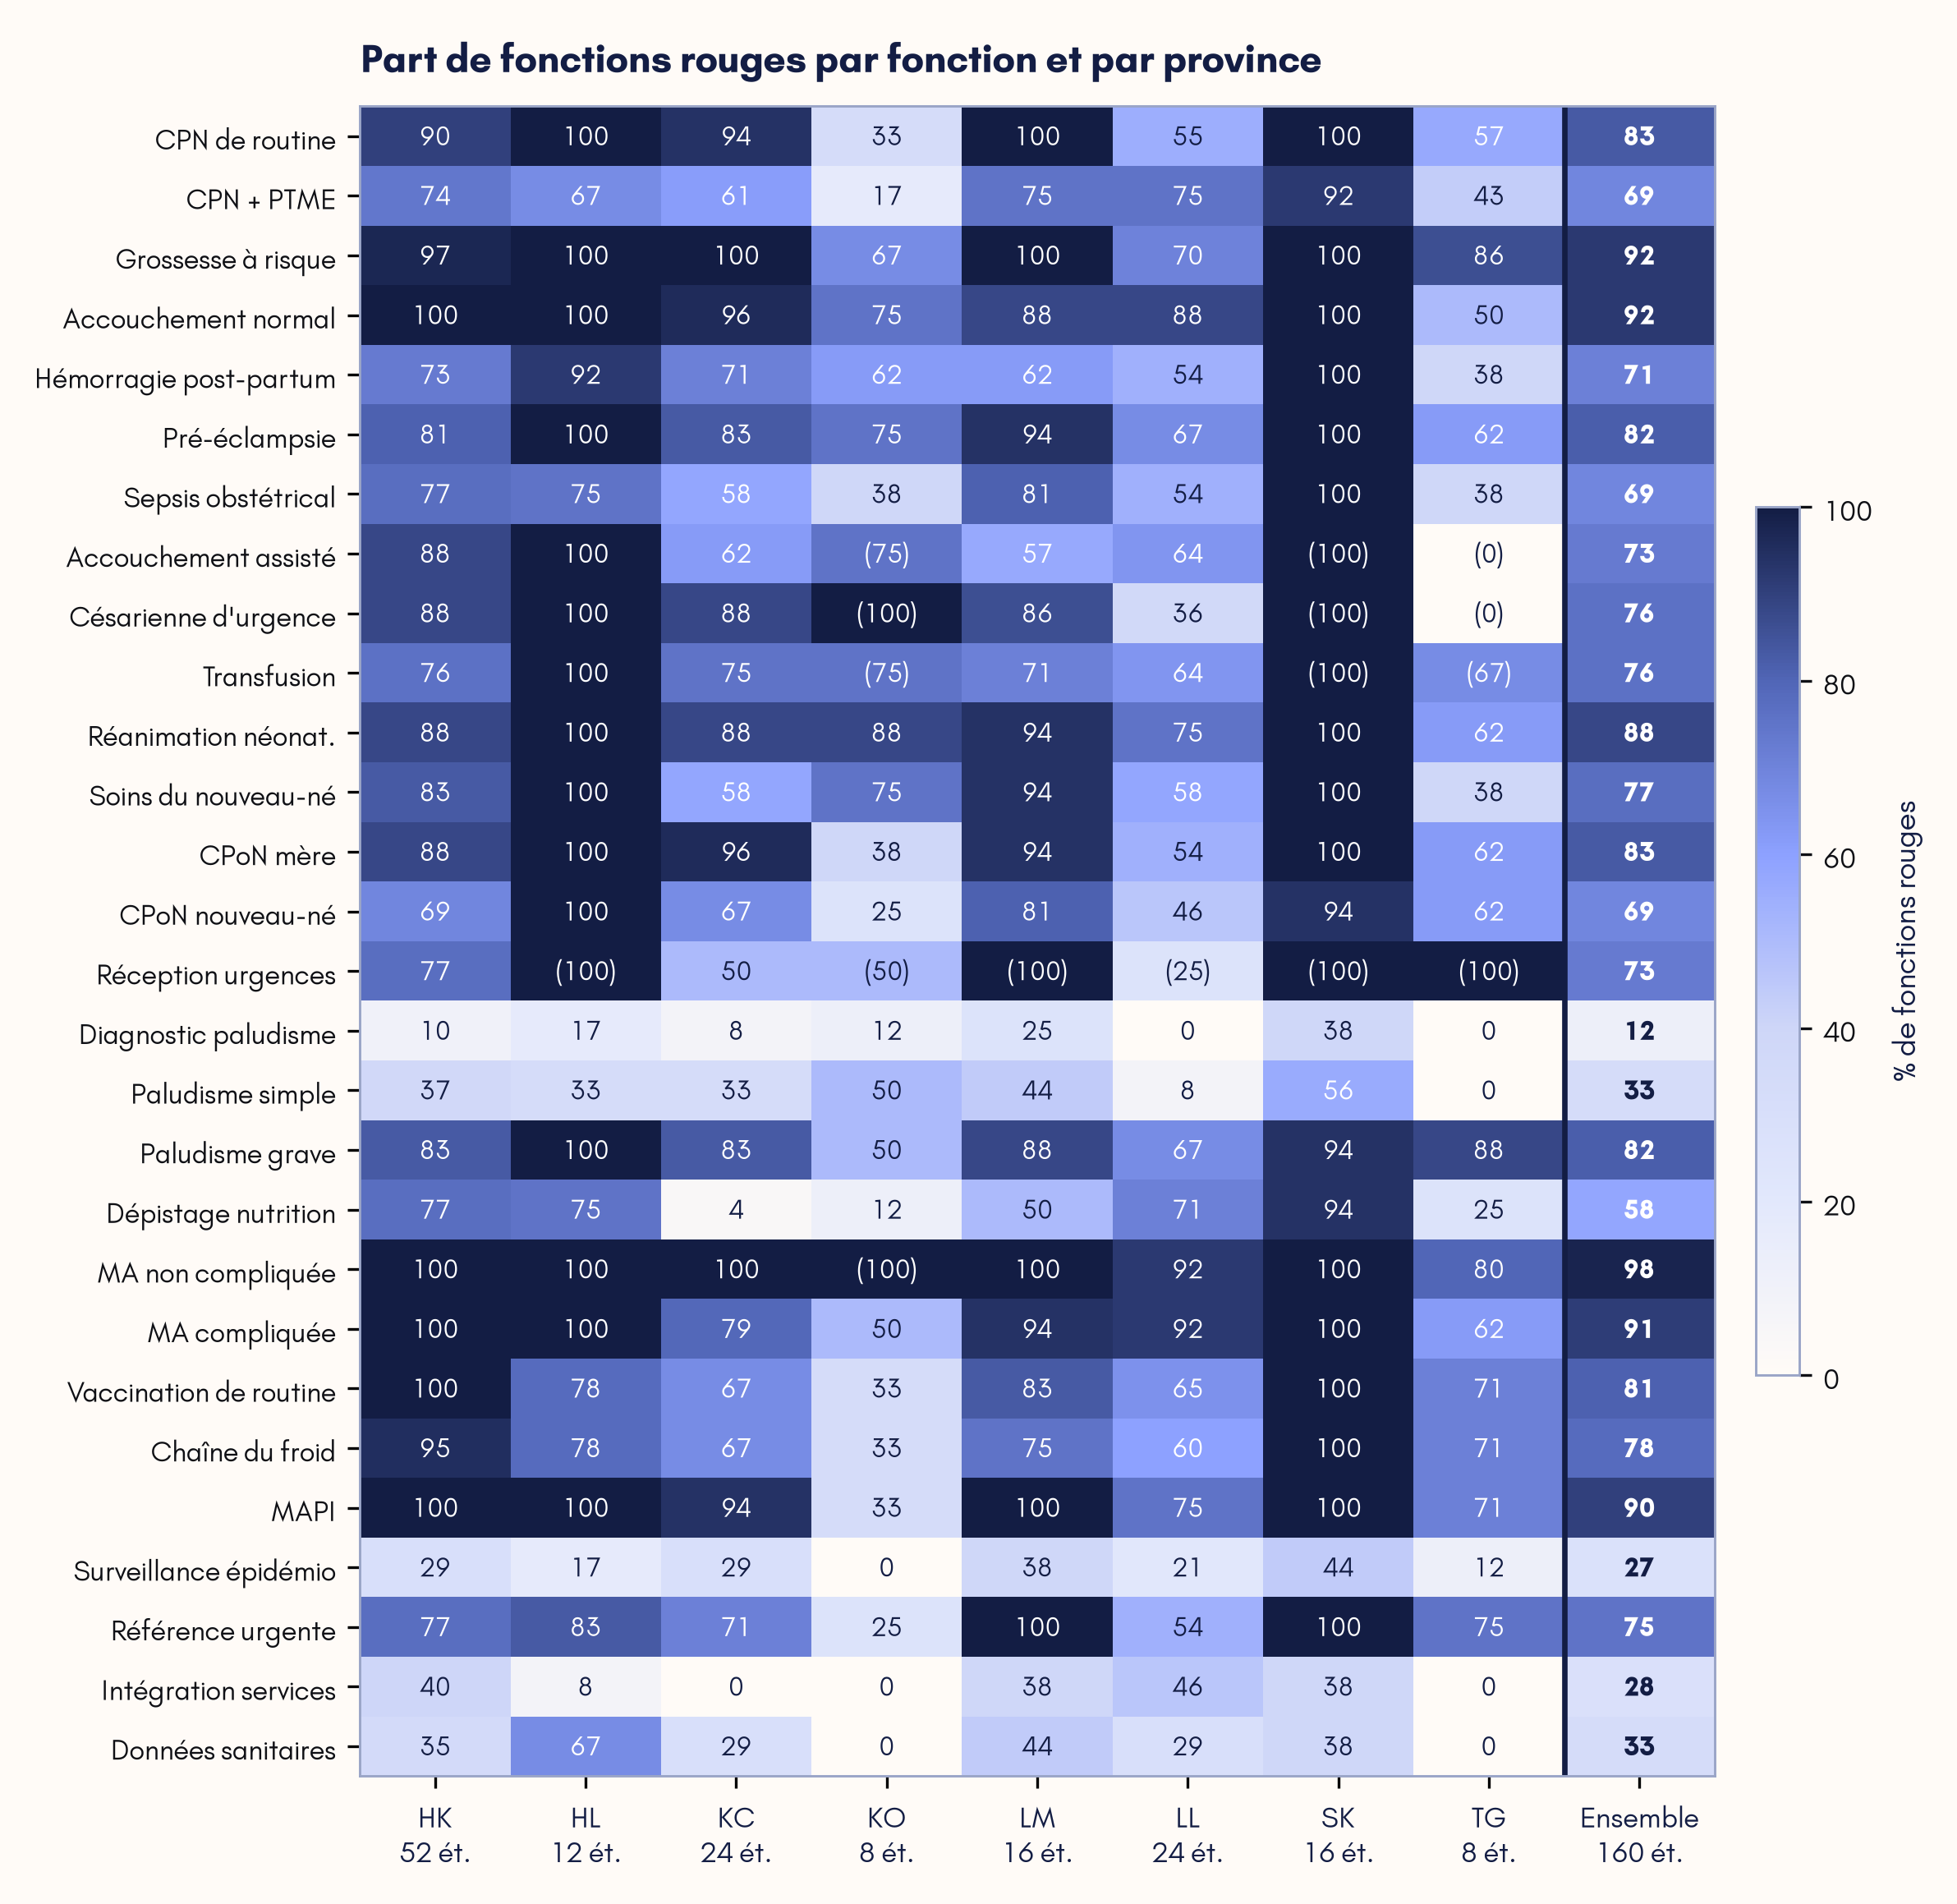 Part de fonctions rouges par fonction et par province
CPN de routine 90 100 94 33 100 55 100 57 83
CPN + PTME 74 67 61 17 75 75 92 43 69
Grossesse à risque 97 100 100 67 100 70 100 86 92
Accouchement normal 100 100 96 75 88 88 100 50 92
Hémorragie post-partum 73 92 71 62 62 54 100 38 71
Pré-éclampsie 81 100 83 75 94 67 100 62 82
Sepsis obstétrical 77 75 58 38 81 54 100 38 69
Accouchement assisté 88 100 62 (75) 57 64 (100) (0) 73
Césarienne d'urgence 88 100 88 (100) 86 36 (100) (0) 76
Transfusion 76 100 75 (75) 71 64 (100) (67) 76
Réanimation néonat. 88 100 88 88 94 75 100 62 88
Soins du nouveau-né 83 100 58 75 94 58 100 38 77
CPoN mère 88 100 96 38 94 54 100 62 83
CPoN nouveau-né 69 100 67 25 81 46 94 62 69
Réception urgences 77 (100) 50 (50) (100) (25) (100) (100) 73
Diagnostic paludisme 10 17 8 12 25 0 38 0 12
Paludisme simple 37 33 33 50 44 8 56 0 33
Paludisme grave 83 100 83 50 88 67 94 88 82
Dépistage nutrition 77 75 4 12 50 71 94 25 58
MA non compliquée 100 100 100 (100) 100 92 100 80 98
MA compliquée 100 100 79 50 94 92 100 62 91
Vaccination de routine 100 78 67 33 83 65 100 71 81
Chaîne du froid 95 78 67 33 75 60 100 71 78
MAPI 100 100 94 33 100 75 100 71 90
Surveillance épidémio 29 17 29 0 38 21 44 12 27
Référence urgente 77 83 71 25 100 54 100 75 75
Intégration services 40 8 0 0 38 46 38 0 28
Données sanitaires 35 67 29 0 44 29 38 0 33
HK HL KC KO LM LL SK TG Ensemble
52 ét. 12 ét. 24 ét. 8 ét. 16 ét. 24 ét. 16 ét. 8 ét. 160 ét.
100
80
60
40
20
0
% de fonctions rouges